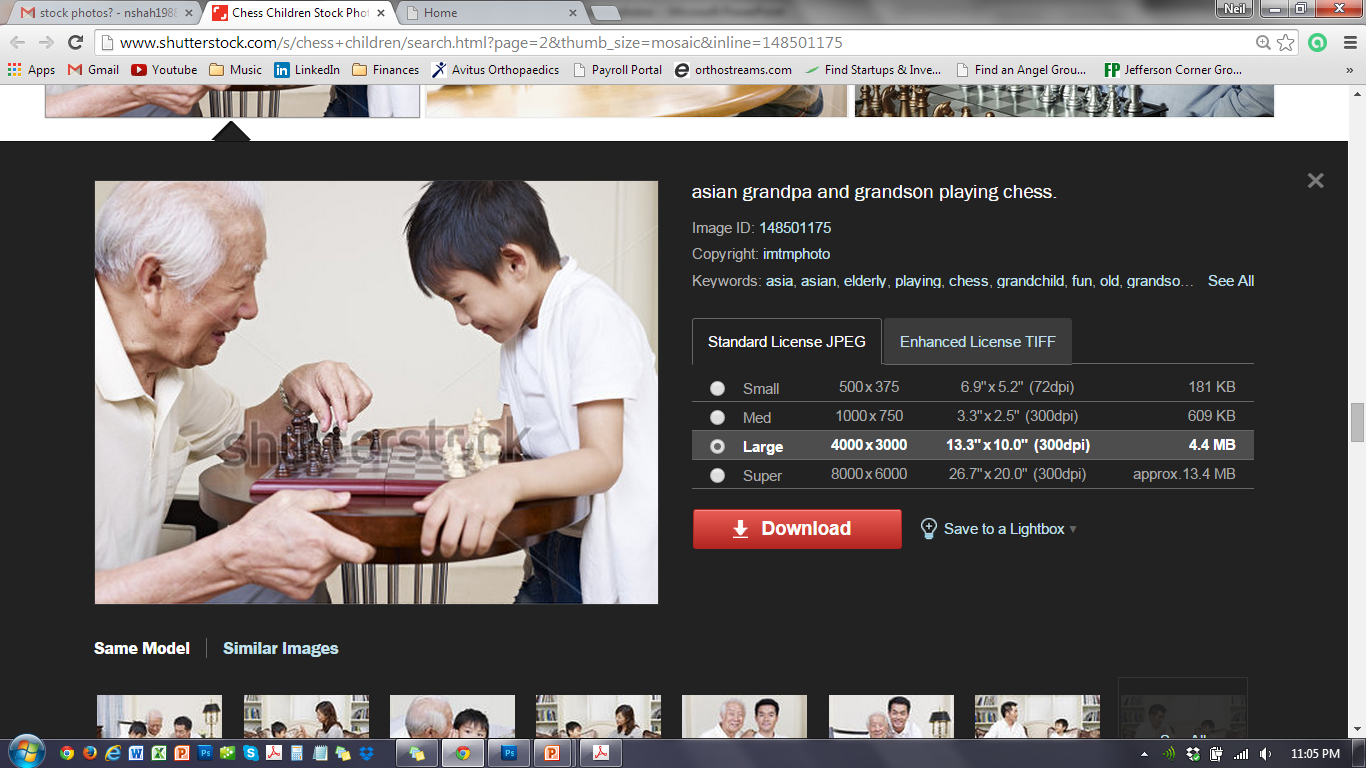 stock photos? - nshah1988
Chess Children Stock Phot
Home
Neil
www.shutterstock.com/s/chess+children/search.html?page=2&thumb_size=mosaic&inline=148501175
Apps
Gmail
Youtube
Music
LinkedIn
Finances
Avitus Orthopaedics
Payroll Portal
orthostreams.com
Find Startups & Inve...
Find an Angel Grou...
Jefferson Corner Gro...
»
asian grandpa and grandson playing chess.
Image ID: 148501175
Copyright: imtmphoto
Keywords: asia, asian, elderly, playing, chess, grandchild, fun, old, grandso... See All
Standard License JPEG
Enhanced License TIFF
Small 500 x 375 6.9" x 5.2" (72dpi) 181 KB
Med 1000 x 750 3.3" x 2.5" (300dpi) 609 KB
Large 4000 x 3000 13.3" x 10.0" (300dpi) 4.4 MB
Super 8000 x 6000 26.7" x 20.0" (300dpi) approx.13.4 MB
Download
Save to a Lightbox
shutterstock
Same Model
Similar Images
11:05 PM